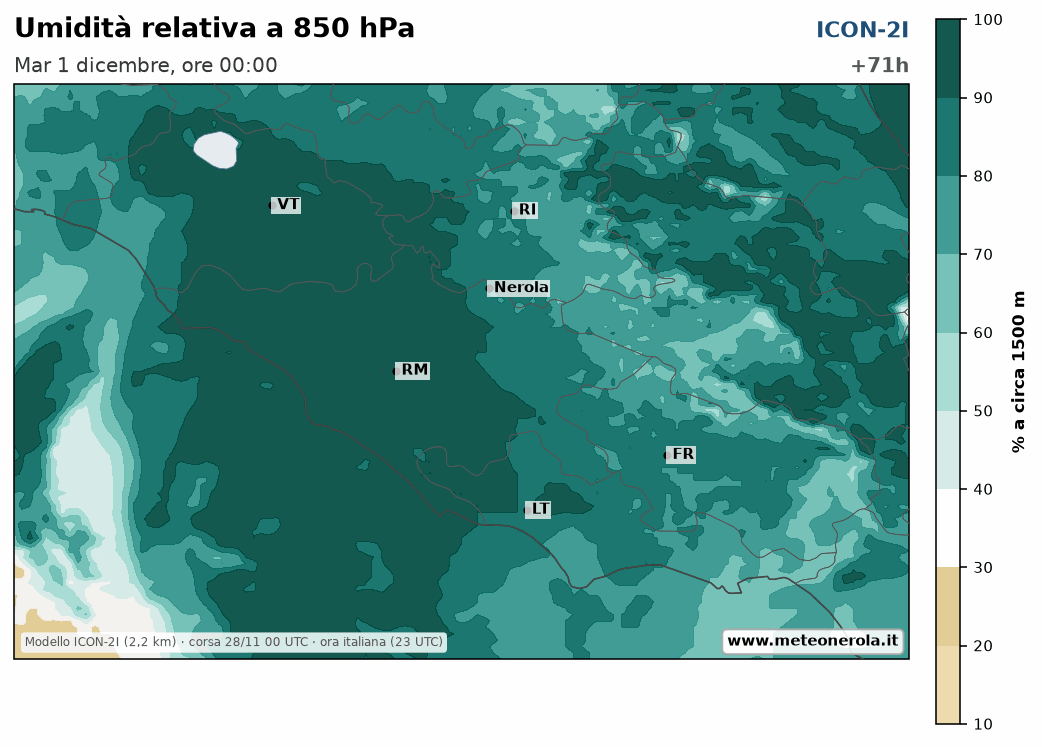 Umidità relativa a 850 hPa
ICON-2I
Mar 1 dicembre, ore 00:00
+71h
100
90
80
70
60
50
40
30
20
10
% a circa 1500 m
VT
RI
Nerola
RM
FR
LT
Modello ICON-2I (2,2 km) · corsa 28/11 00 UTC · ora italiana (23 UTC)
www.meteonerola.it